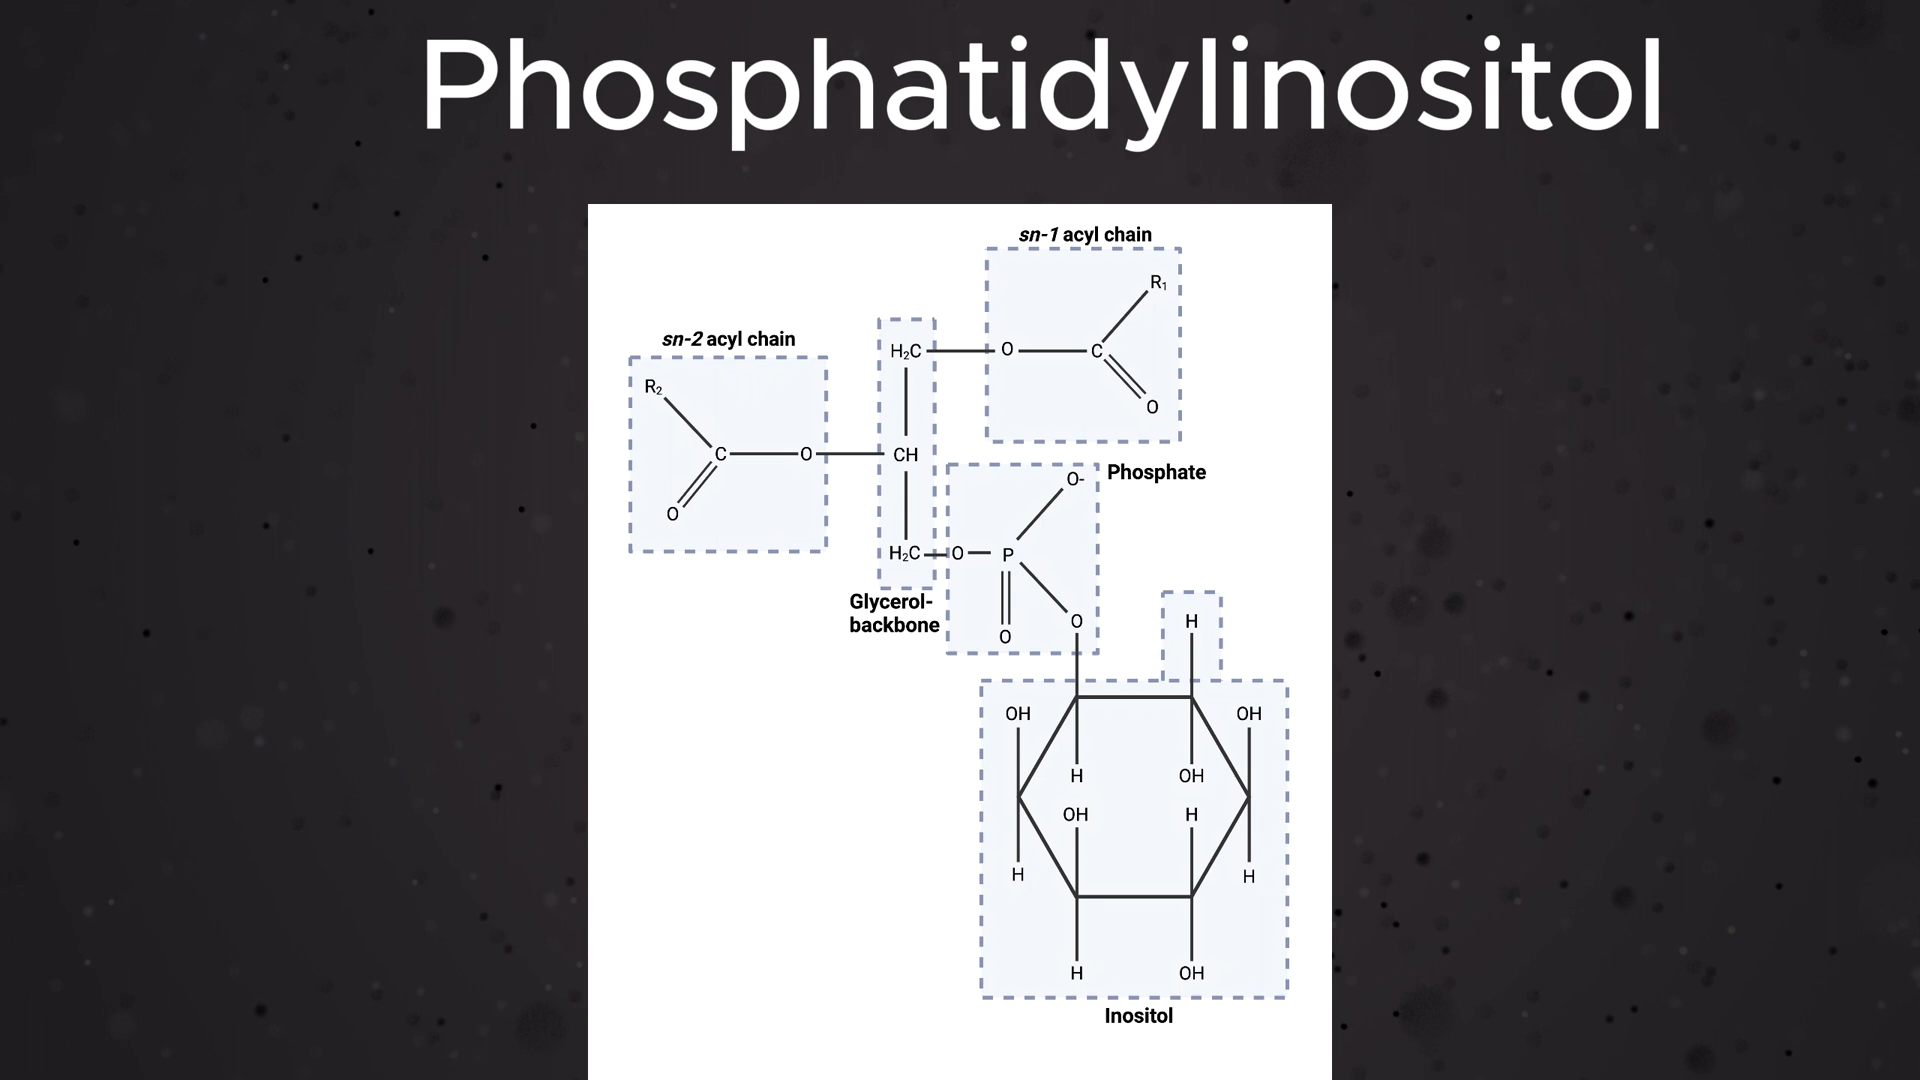 Phosphatidylinositol
sn-1 acyl chain
R₁
sn-2 acyl chain
H₂C O C
R₂
O
C O CH
Phosphate
O-
O
H₂C O P
Glycerol-
backbone
O H
O
OH OH
H OH
OH H
H H
H OH
Inositol